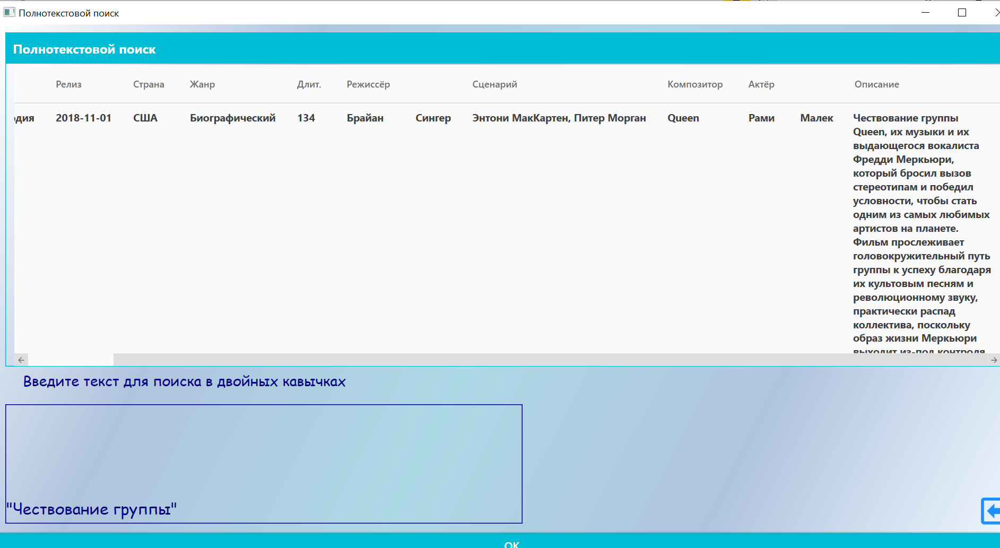 Полнотекстовой поиск
Полнотекстовой поиск
Релиз Страна Жанр Длит. Режиссёр Сценарий Композитор Актёр Описание
одия 2018-11-01 США Биографический 134 Брайан Сингер Энтони МакКартен, Питер Морган Queen Рами Малек Чествование группы
Queen, их музыки и их
выдающегося вокалиста
Фредди Меркьюри,
который бросил вызов
стереотипам и победил
условности, чтобы стать
одним из самых любимых
артистов на планете.
Фильм прослеживает
головокружительный путь
группы к успеху благодаря
их культовым песням и
революционному звуку,
практически распад
коллектива, поскольку
образ жизни Меркьюри
выходит из-под контроля
Введите текст для поиска в двойных кавычках
"Чествование группы"
OK